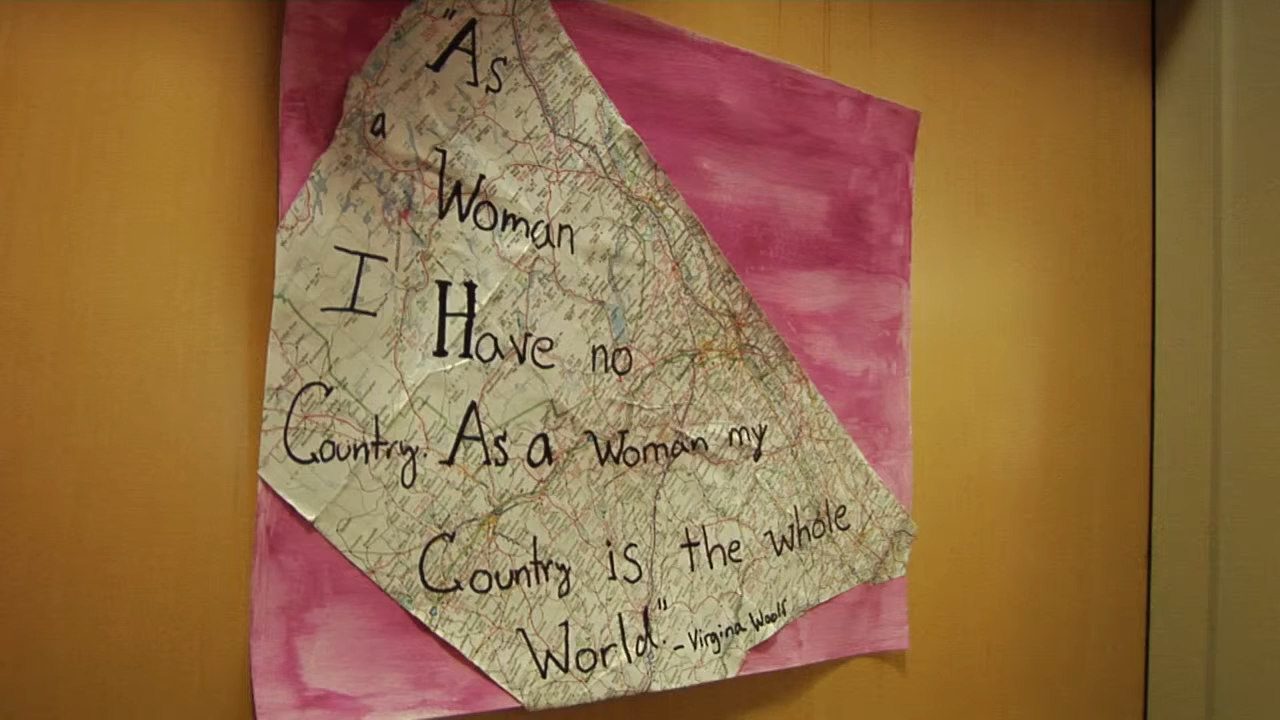 "As
a
Woman
I Have no
Country. As a Woman my
Country is the whole
World." - Virgina Woolf